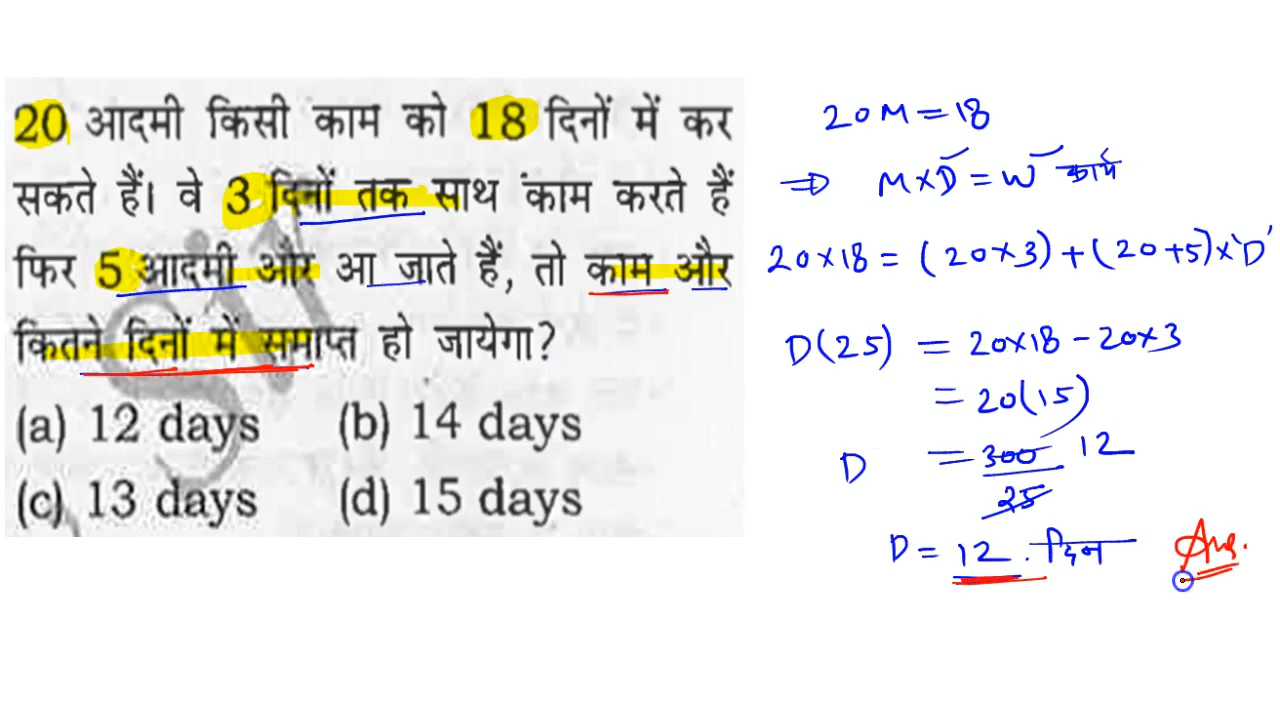 20 आदमी किसी काम को 18 दिनों में कर
सकते हैं। वे 3 दिनों तक साथ काम करते हैं
फिर 5 आदमी और आ जाते हैं, तो काम और
कितने दिनों में समाप्त हो जायेगा?
(a) 12 days (b) 14 days
(c) 13 days (d) 15 days
20M = 18
⇒ M×D = W कार्य
20×18 = (20×3)+(20+5)×'D'
D(25) = 20×18 - 20×3
= 20(15)
D = 300/25 12
D = 12 . दिन Ans.